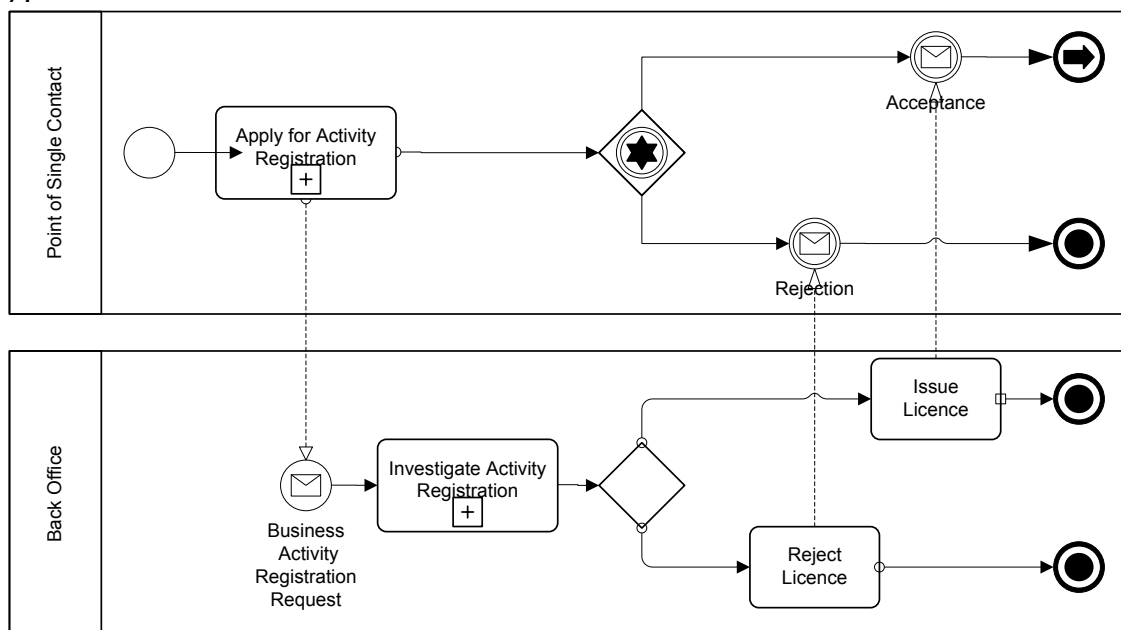 Point of Single Contact
Apply for Activity
Registration
Acceptance
Rejection
Back Office
Business
Activity
Registration
Request
Investigate Activity
Registration
Issue
Licence
Reject
Licence